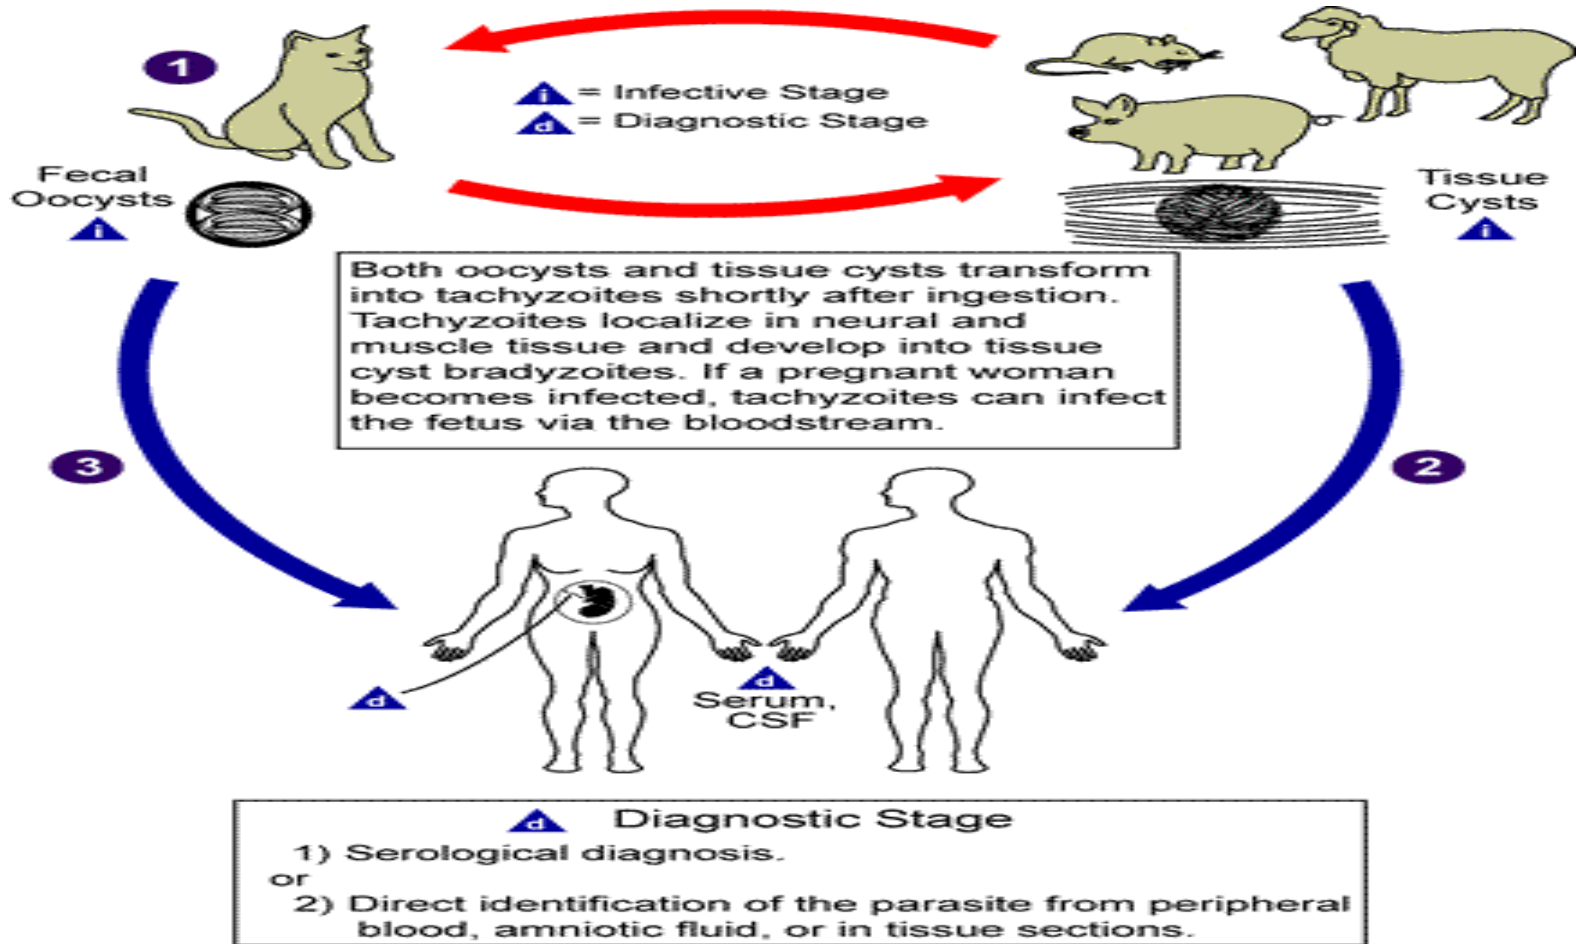 1
i = Infective Stage
d = Diagnostic Stage
Fecal
Oocysts
i
Tissue
Cysts
i
Both oocysts and tissue cysts transform
into tachyzoites shortly after ingestion.
Tachyzoites localize in neural and
muscle tissue and develop into tissue
cyst bradyzoites. If a pregnant woman
becomes infected, tachyzoites can infect
the fetus via the bloodstream.
3
2
d
d
Serum,
CSF
d Diagnostic Stage
1) Serological diagnosis.
or
2) Direct identification of the parasite from peripheral
blood, amniotic fluid, or in tissue sections.